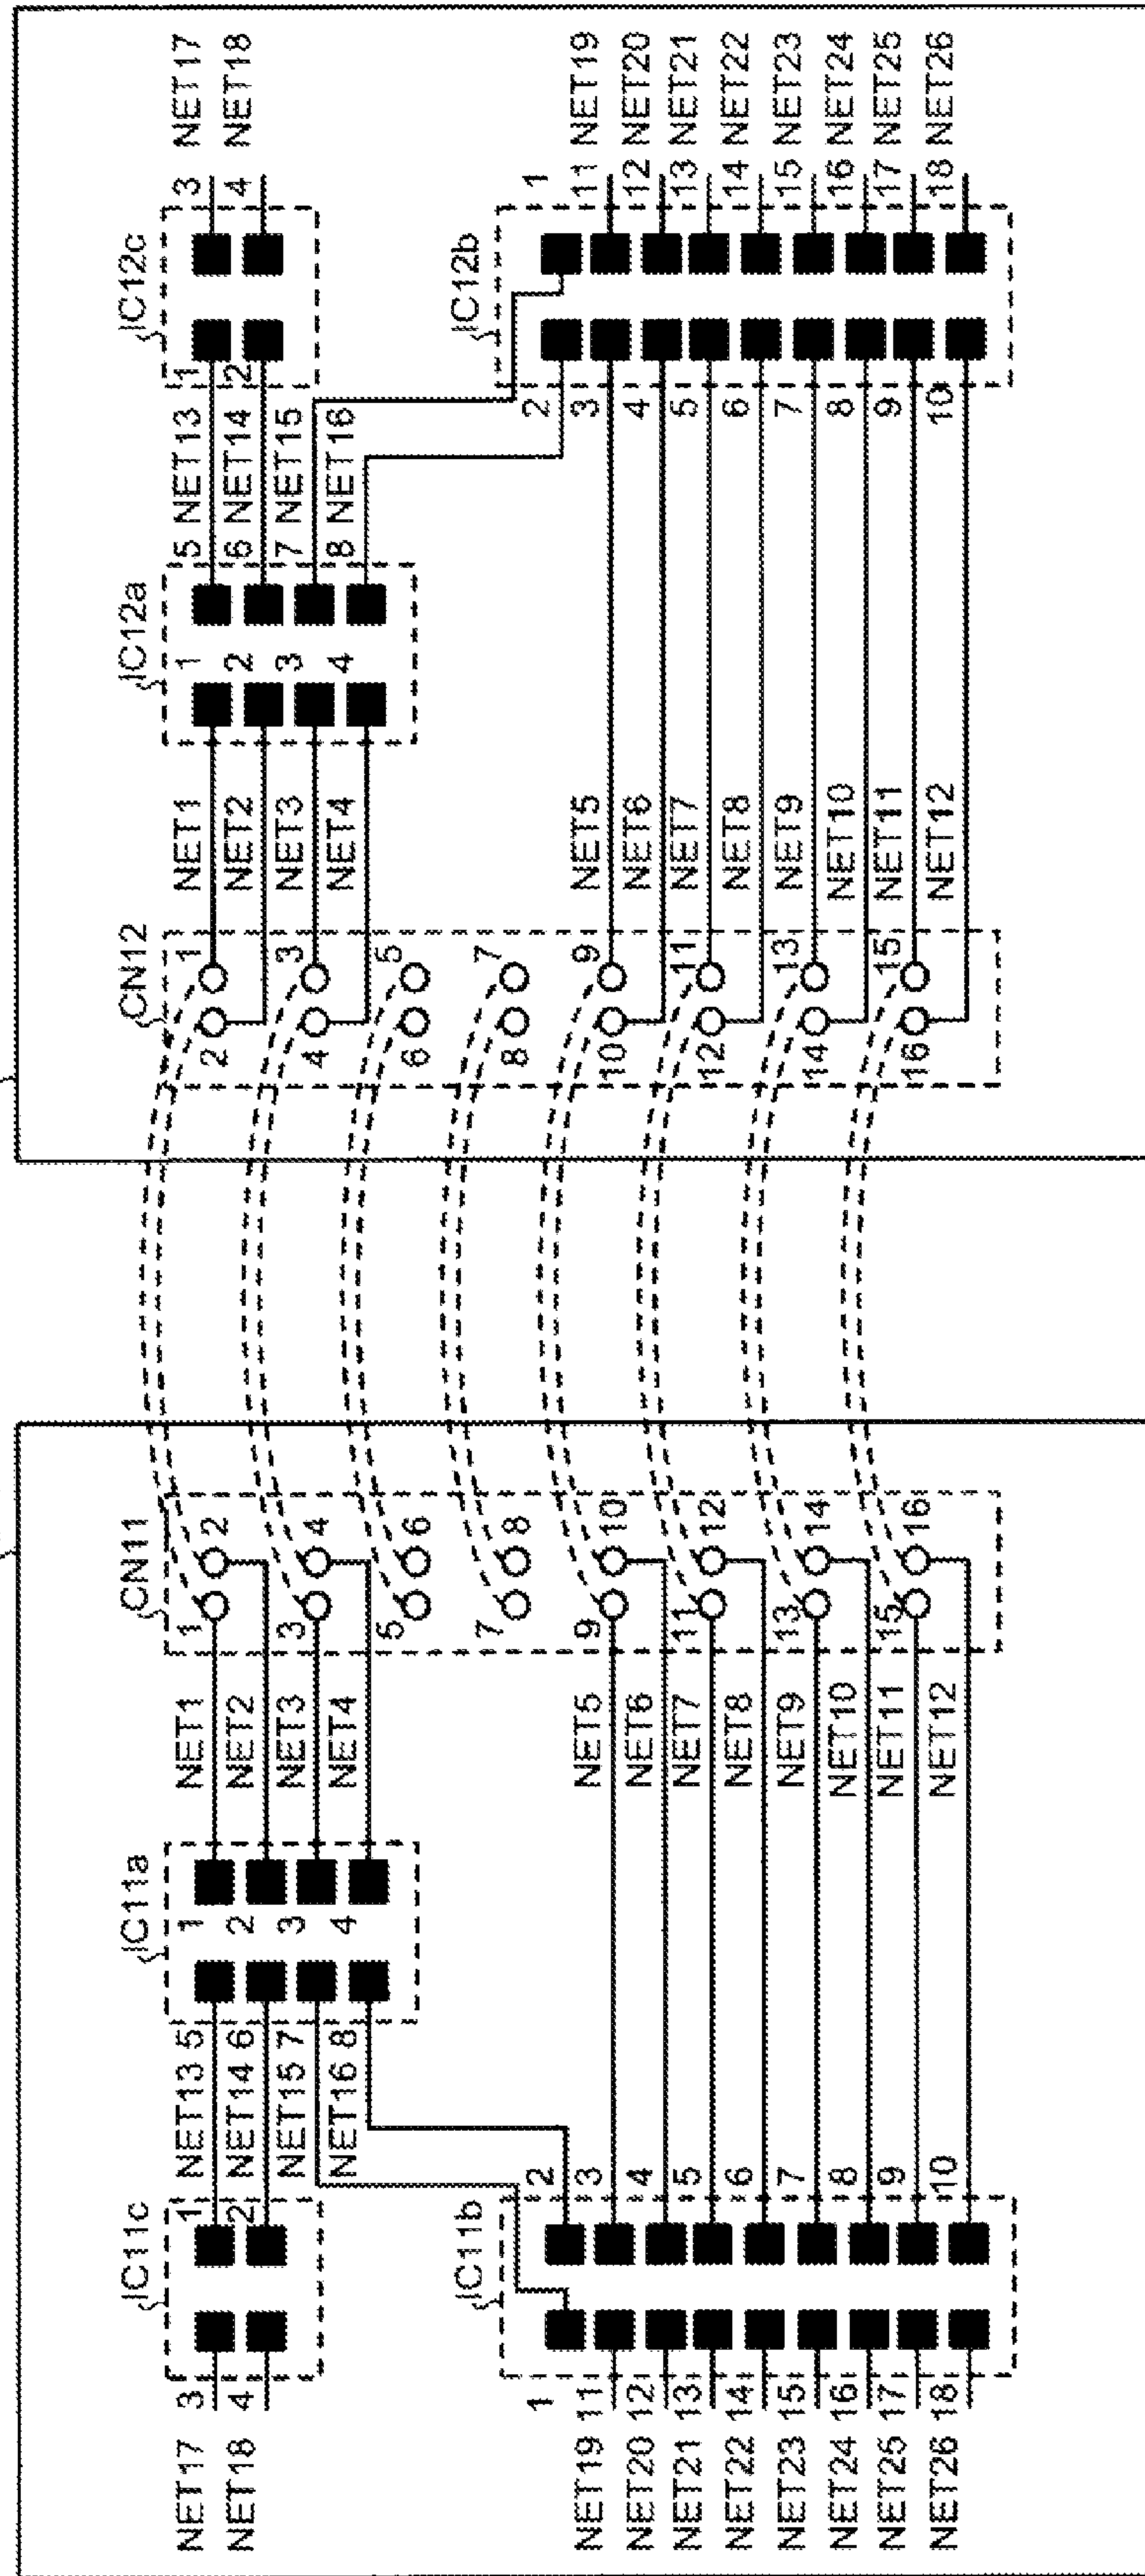 IC11c IC11a CN11 CN12 IC12a IC12c
NET17 3 1 NET13 5 1 NET1 1 2 2 1 NET1 1 5 NET13 1 3 NET17
NET18 4 2 NET14 6 2 NET2 NET2 2 6 NET14 2 4 NET18
NET15 7 3 NET3 3 4 4 3 NET3 3 7 NET15
NET16 8 4 NET4 NET4 4 8 NET16
5 6 6 5
IC11b IC12b
7 8 8 7
1 2 2 1
NET19 11 3 NET5 9 10 10 9 NET5 3 11 NET19
NET20 12 4 NET6 NET6 4 12 NET20
NET21 13 5 NET7 11 12 12 11 NET7 5 13 NET21
NET22 14 6 NET8 NET8 6 14 NET22
NET23 15 7 NET9 13 14 14 13 NET9 7 15 NET23
NET24 16 8 NET10 NET10 8 16 NET24
NET25 17 9 NET11 15 16 16 15 NET11 9 17 NET25
NET26 18 10 NET12 NET12 10 18 NET26